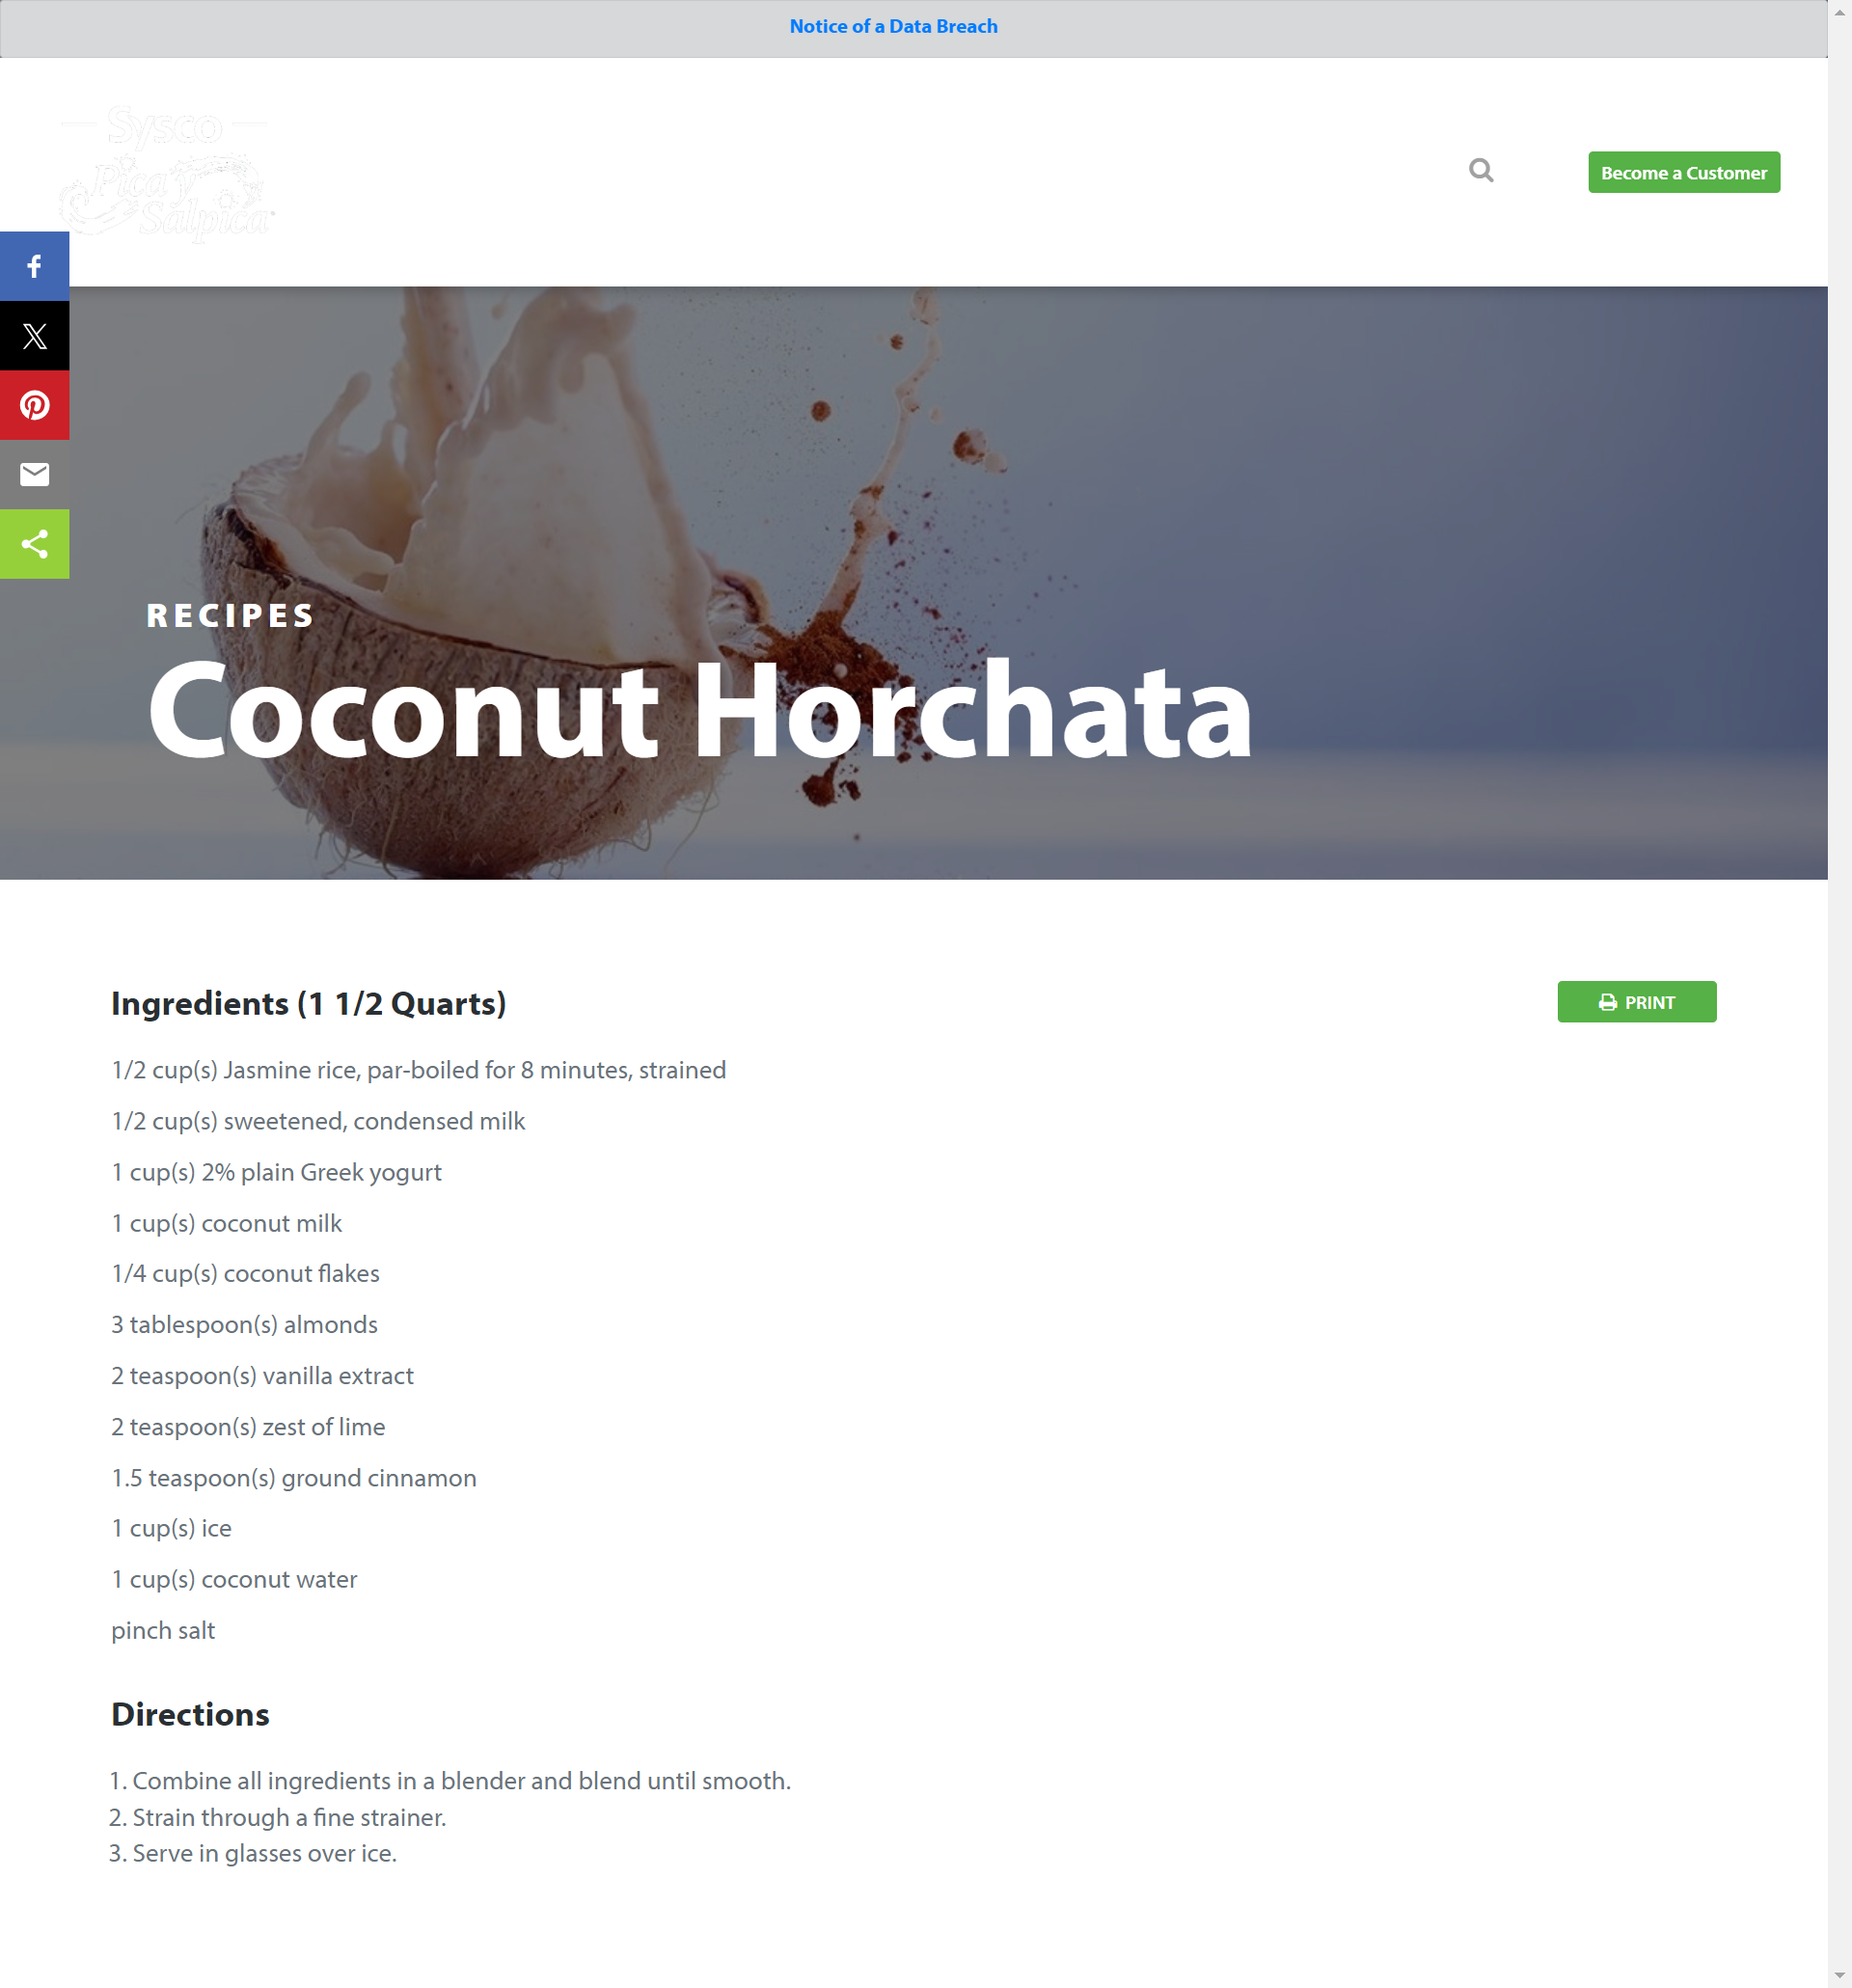 Notice of a Data Breach
Sysco
Pica y
Salpica
Become a Customer
RECIPES
Coconut Horchata
Ingredients (1 1/2 Quarts)
PRINT
1/2 cup(s) Jasmine rice, par-boiled for 8 minutes, strained
1/2 cup(s) sweetened, condensed milk
1 cup(s) 2% plain Greek yogurt
1 cup(s) coconut milk
1/4 cup(s) coconut flakes
3 tablespoon(s) almonds
2 teaspoon(s) vanilla extract
2 teaspoon(s) zest of lime
1.5 teaspoon(s) ground cinnamon
1 cup(s) ice
1 cup(s) coconut water
pinch salt
Directions
1. Combine all ingredients in a blender and blend until smooth.
2. Strain through a fine strainer.
3. Serve in glasses over ice.